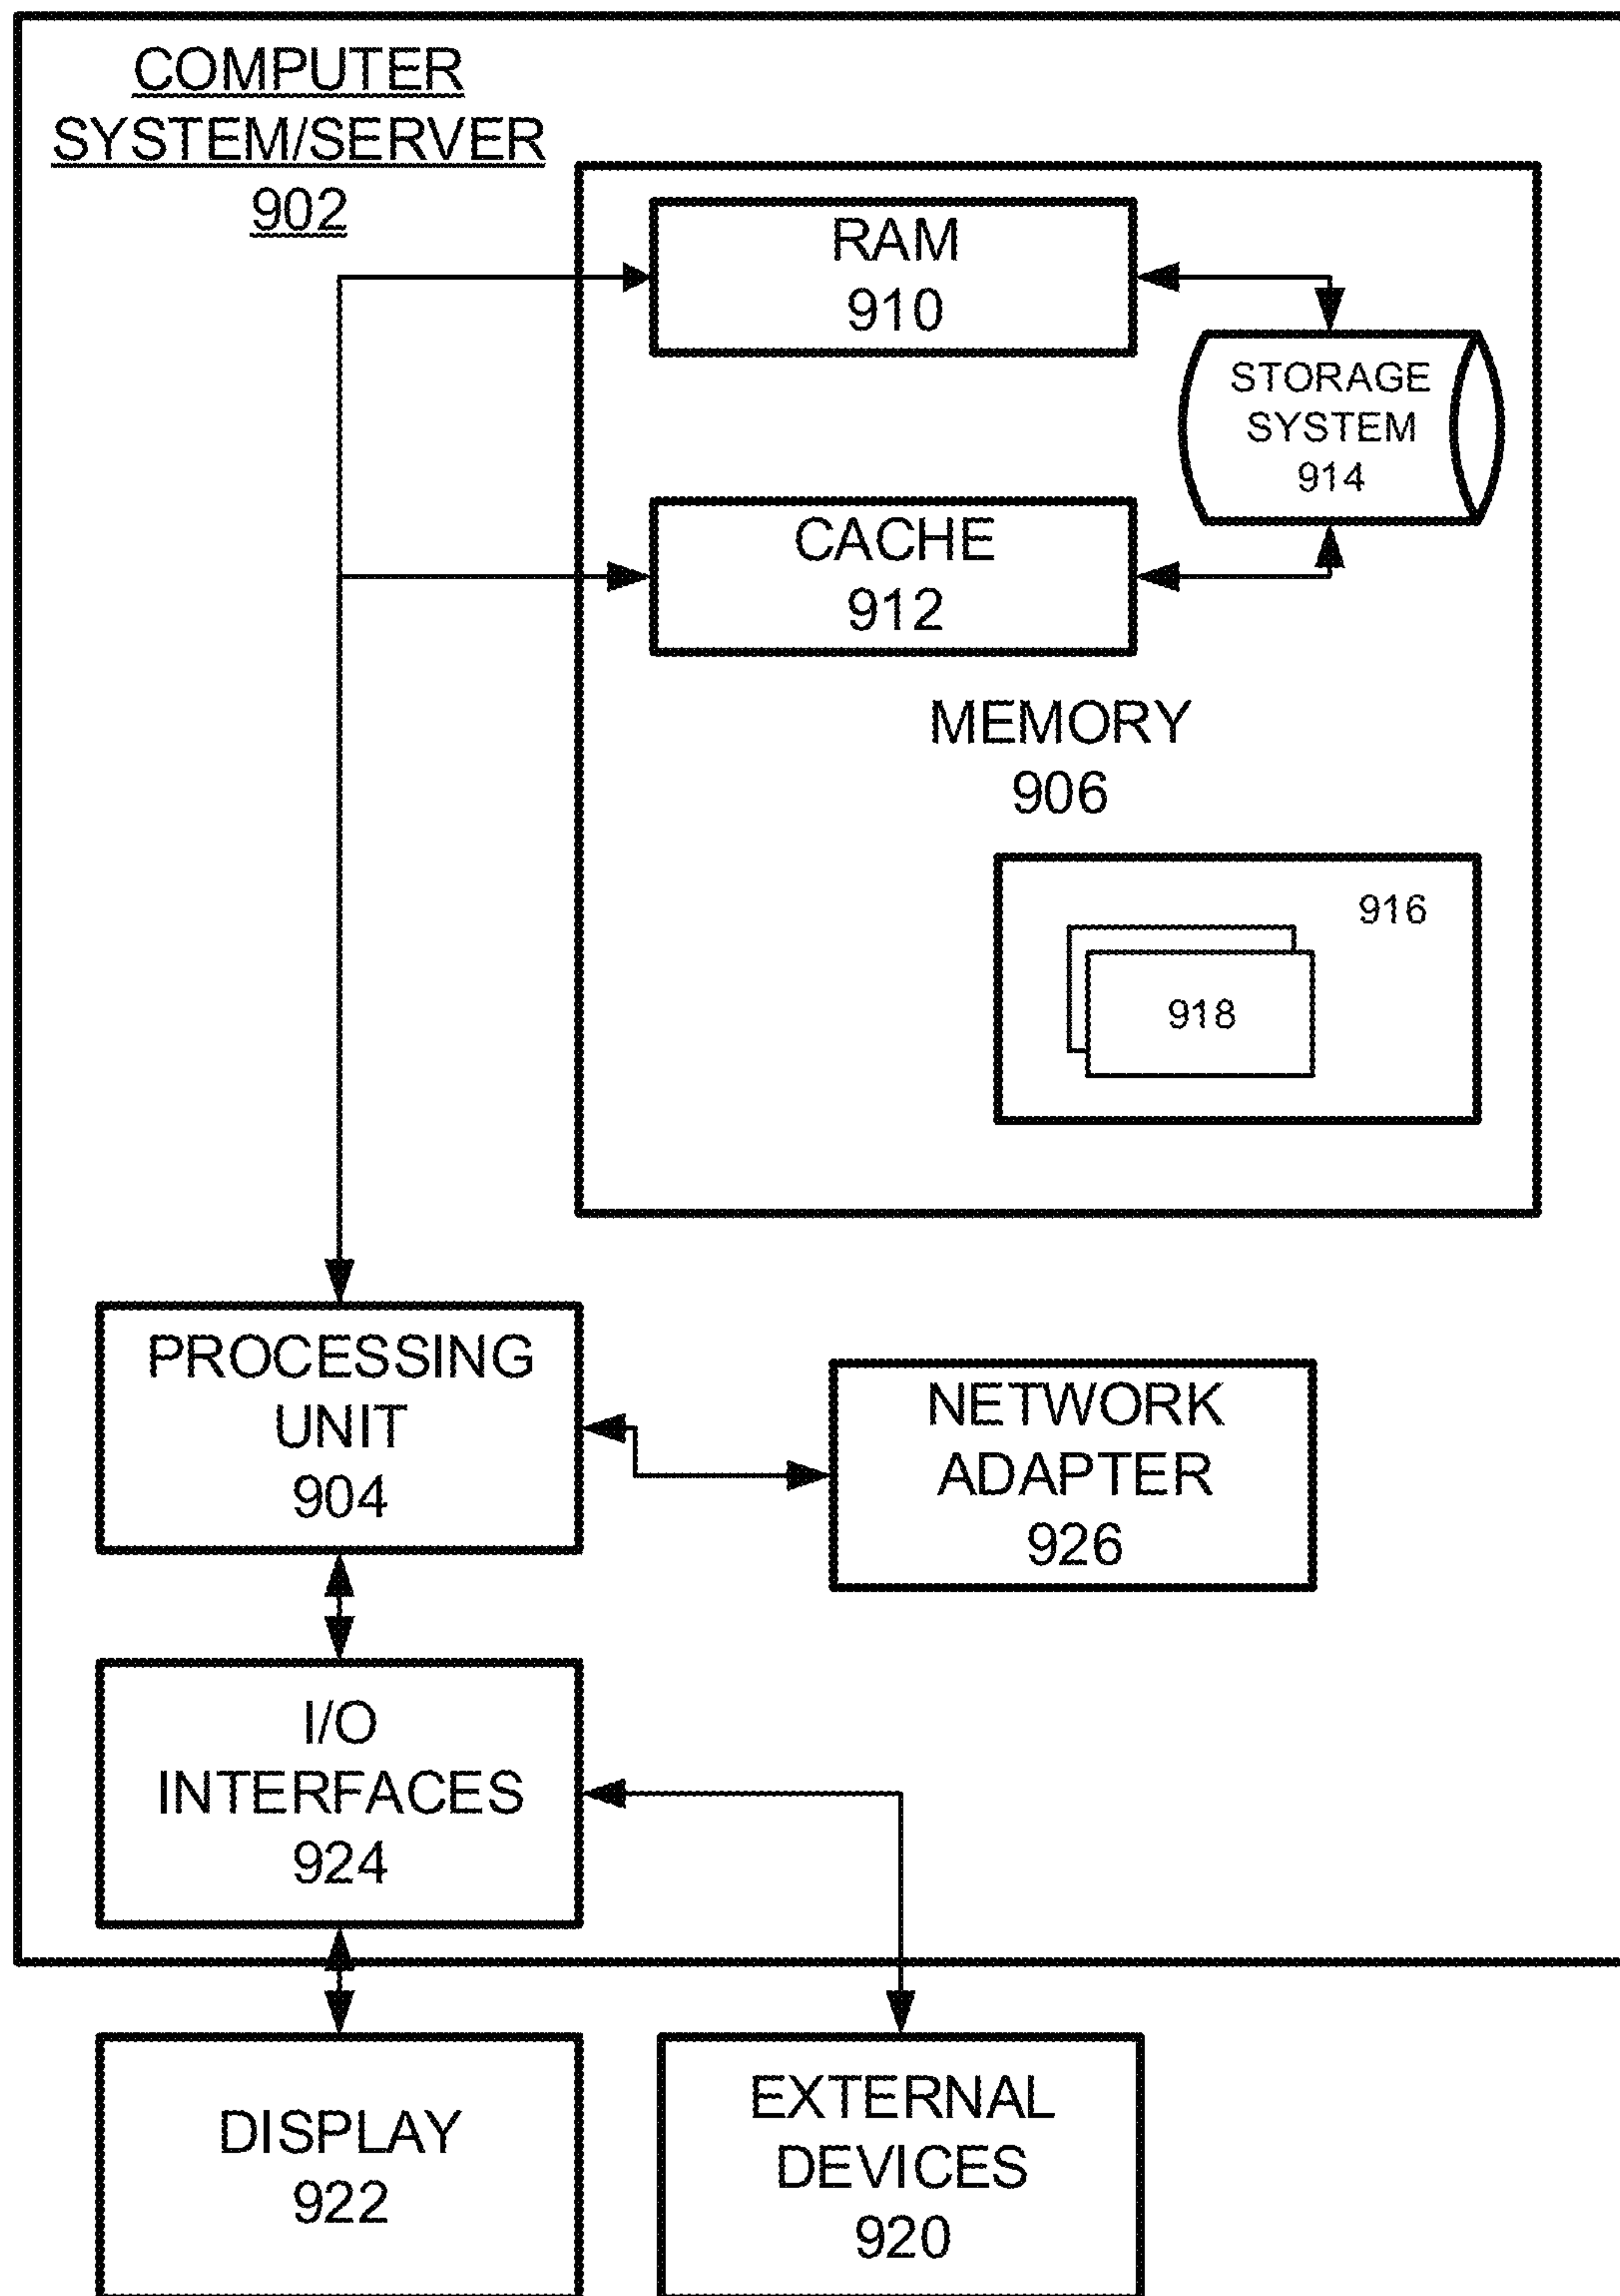 COMPUTER
SYSTEM/SERVER
902
RAM
910
STORAGE
SYSTEM
914
CACHE
912
MEMORY
906
916
918
PROCESSING
UNIT
904
NETWORK
ADAPTER
926
I/O
INTERFACES
924
DISPLAY
922
EXTERNAL
DEVICES
920